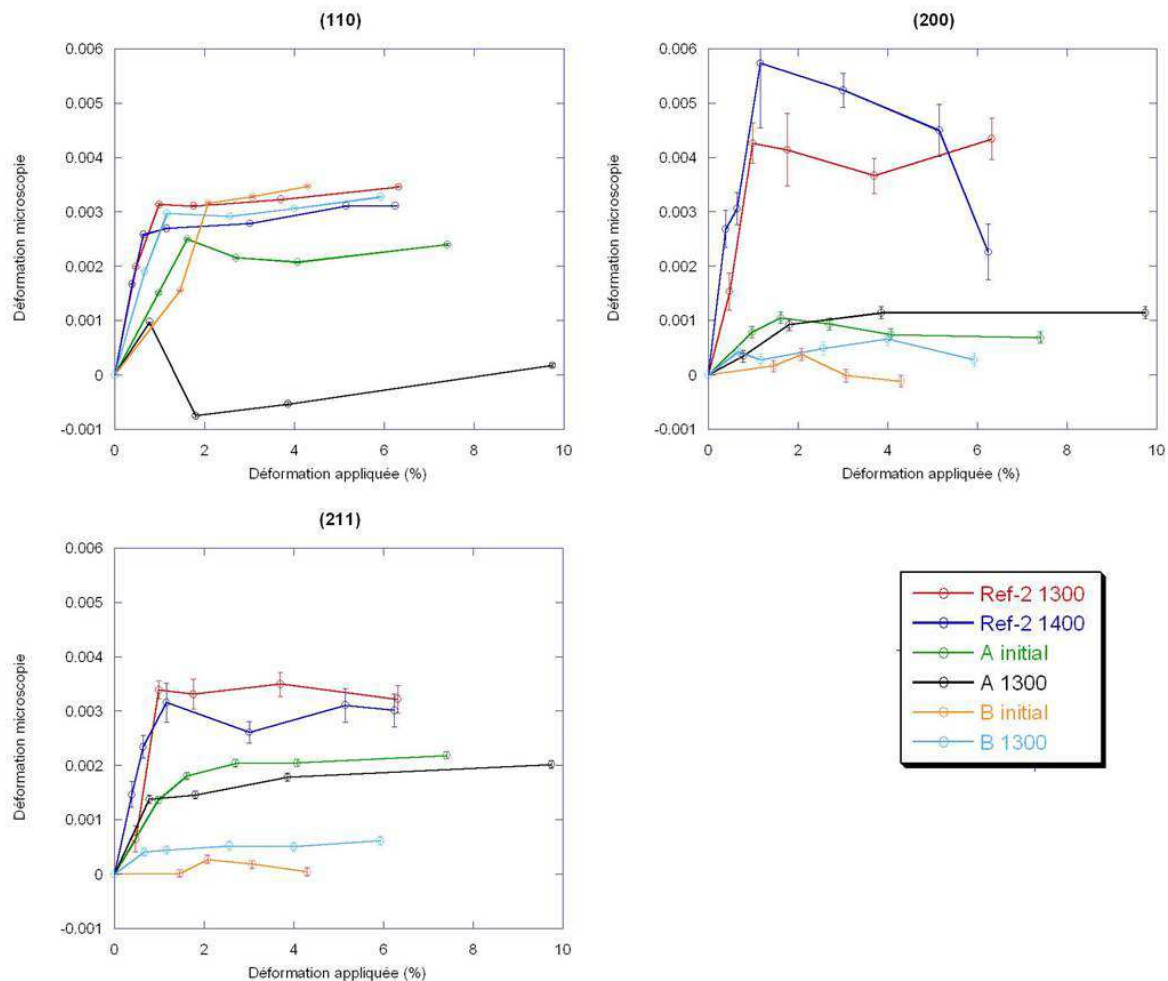 (110)
0.006
0.005
0.004
0.003
0.002
0.001
0
-0.001
Déformation microscopie
0 2 4 6 8 10
Déformation appliquée (%)
(200)
0.006
0.005
0.004
0.003
0.002
0.001
0
-0.001
Déformation microscopie
0 2 4 6 8 10
Déformation appliquée (%)
(211)
0.006
0.005
0.004
0.003
0.002
0.001
0
-0.001
Déformation microscopie
0 2 4 6 8 10
Déformation appliquée (%)
Ref-2 1300
Ref-2 1400
A initial
A 1300
B initial
B 1300